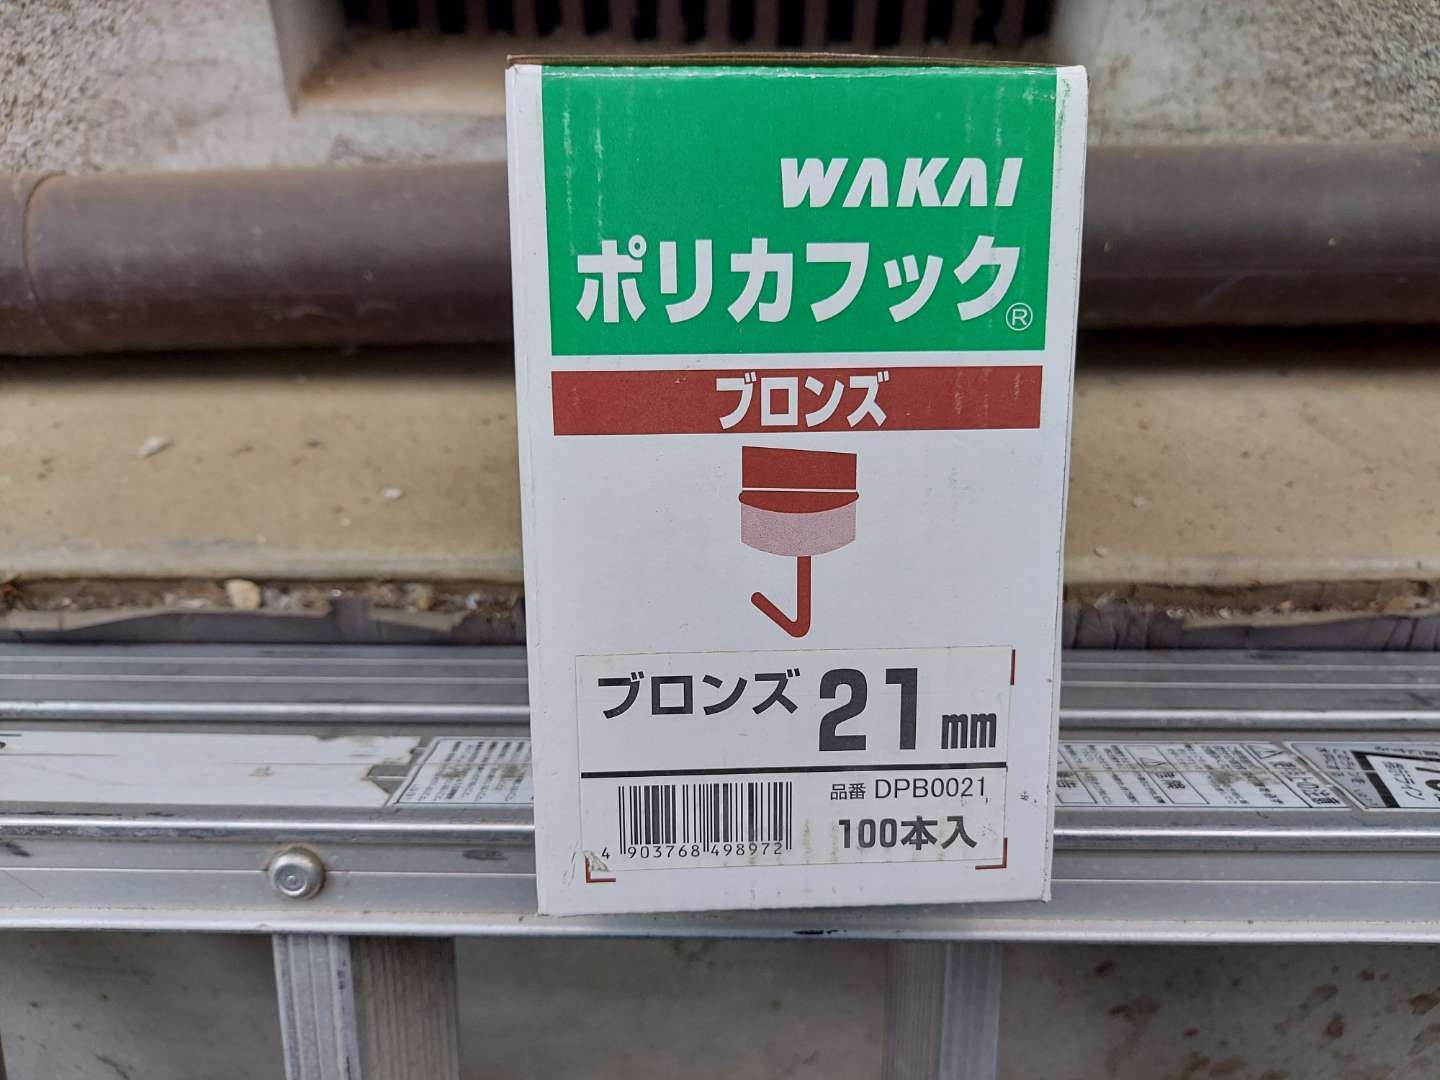 WAKAI
ポリカフック®
ブロンズ
ブロンズ 21mm
品番 DPB0021
100本入
4 903768 498972